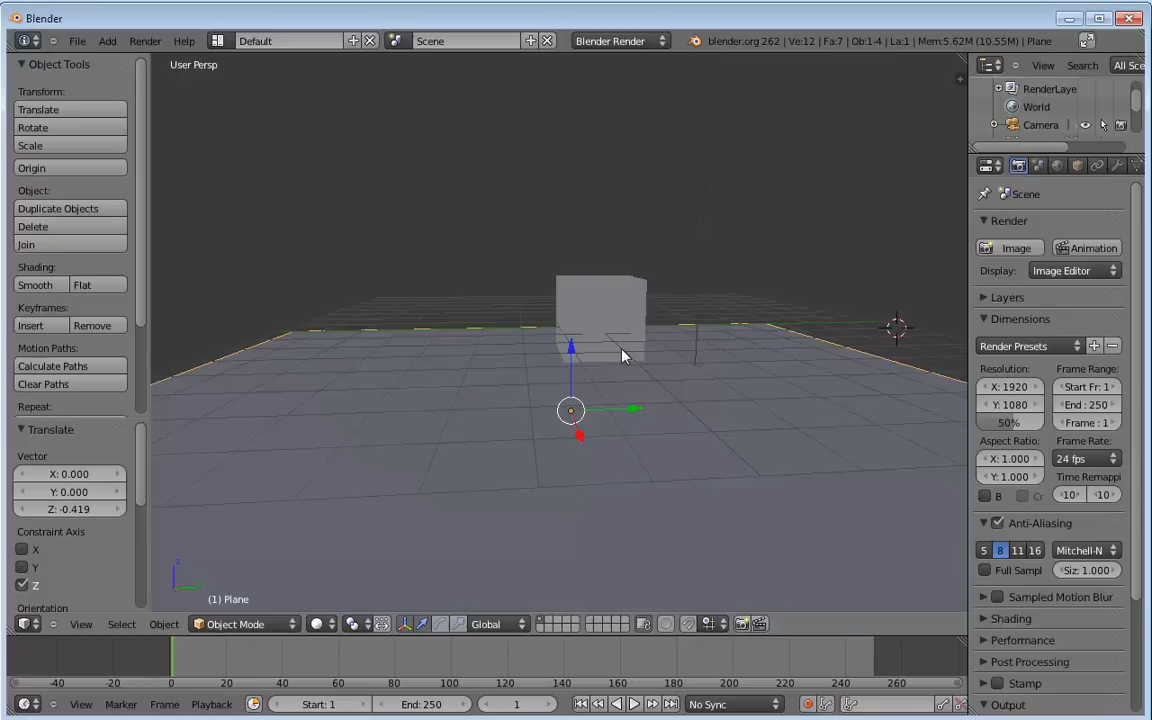 Blender
File Add Render Help Default Scene Blender Render blender.org 262 | Ve:12 | Fa:7 | Ob:1-4 | La:1 | Mem:5.62M (10.55M) | Plane
Object Tools
Transform:
Translate
Rotate
Scale
Origin
Object:
Duplicate Objects
Delete
Join
Shading:
Smooth Flat
Keyframes:
Insert Remove
Motion Paths:
Calculate Paths
Clear Paths
Repeat:
Translate
Vector
X: 0.000
Y: 0.000
Z: -0.419
Constraint Axis
X
Y
Z
Orientation
User Persp
z
(1) Plane
View Select Object Object Mode Global
-40 -20 0 20 40 60 80 100 120 140 160 180 200 220 240 260
View Marker Frame Playback Start: 1 End: 250 1 No Sync
View Search All Sce
RenderLaye
World
Camera
Scene
Render
Image Animation
Display: Image Editor
Layers
Dimensions
Render Presets
Resolution: Frame Range:
X: 1920 Start Fr: 1
Y: 1080 End : 250
50% Frame : 1
Aspect Ratio: Frame Rate:
X: 1.000 24 fps
Y: 1.000 Time Remappi
B Cr 10 10
Anti-Aliasing
5 8 11 16 Mitchell-N
Full Sampl Siz: 1.000
Sampled Motion Blur
Shading
Performance
Post Processing
Stamp
Output